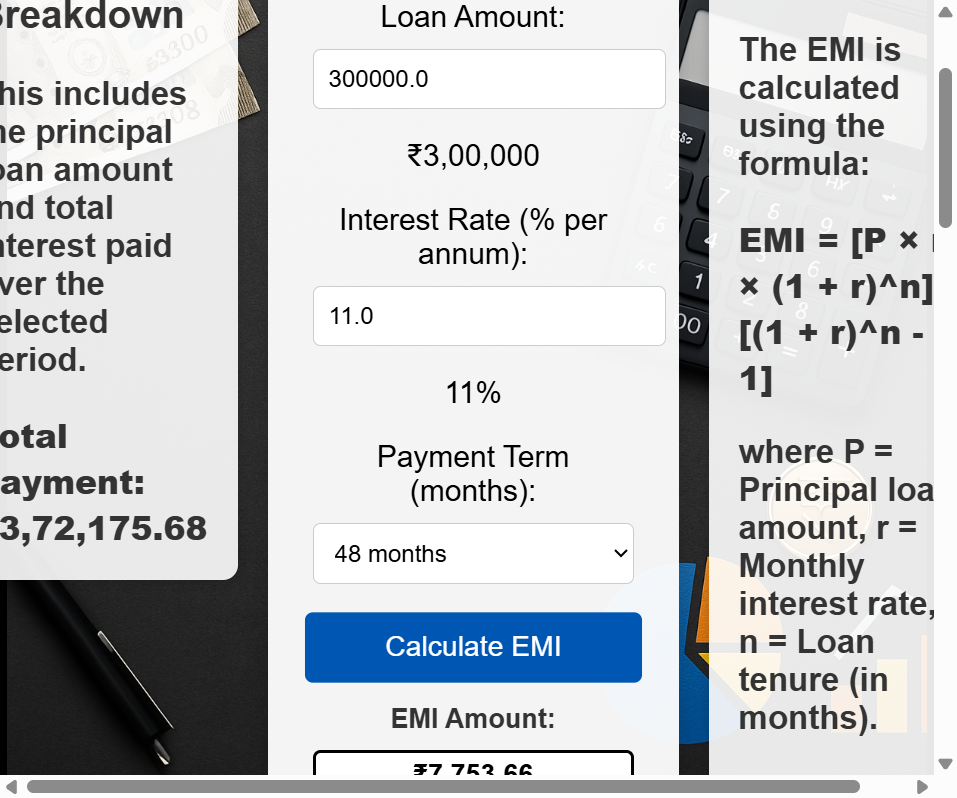 Breakdown
his includes
he principal
oan amount
nd total
nterest paid
ver the
elected
eriod.
otal
ayment:
3,72,175.68
Loan Amount:
300000.0
₹3,00,000
Interest Rate (% per
annum):
11.0
11%
Payment Term
(months):
48 months
Calculate EMI
EMI Amount:
₹7,753.66
The EMI is
calculated
using the
formula:
EMI = [P × r
× (1 + r)^n]
[(1 + r)^n -
1]
where P =
Principal loa
amount, r =
Monthly
interest rate,
n = Loan
tenure (in
months).